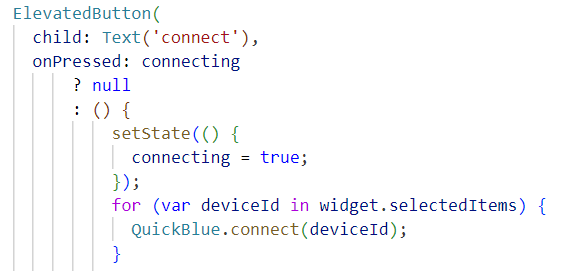 ElevatedButton(
  child: Text('connect'),
  onPressed: connecting
      ? null
      : () {
          setState(() {
            connecting = true;
          });
          for (var deviceId in widget.selectedItems) {
            QuickBlue.connect(deviceId);
          }